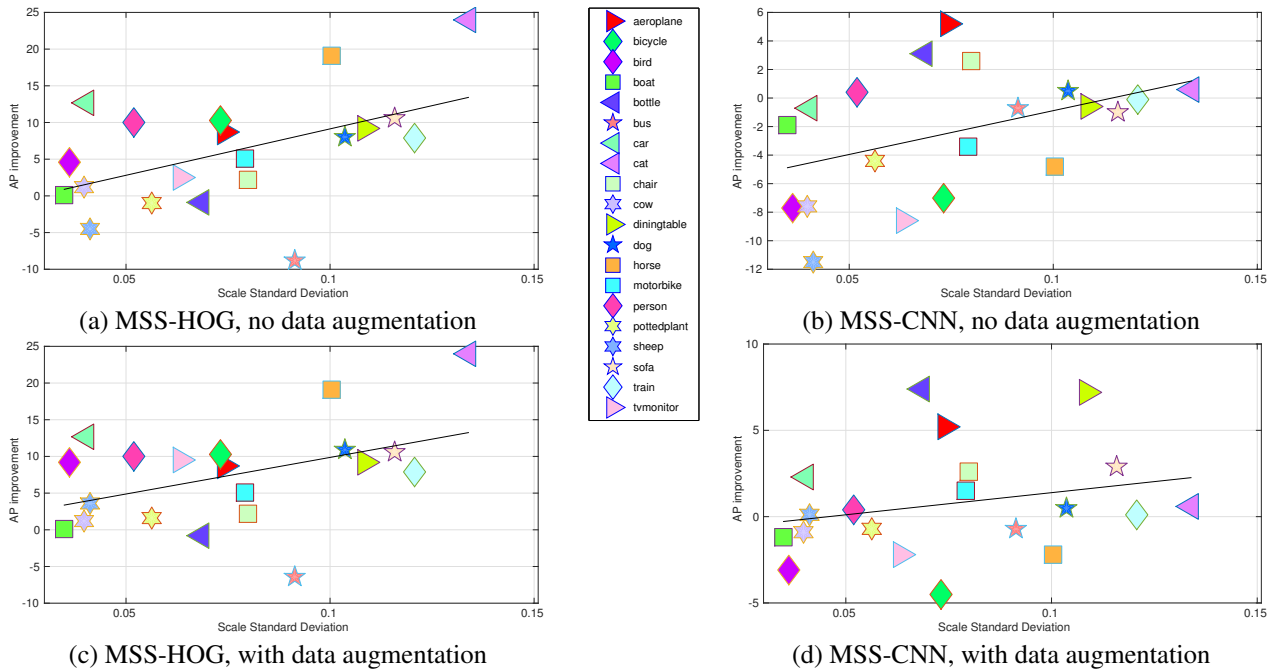 25
20
15
10
5
0
-5
-10
0.05
0.1
0.15
AP improvement
Scale Standard Deviation
(a) MSS-HOG, no data augmentation
aeroplane
bicycle
bird
boat
bottle
bus
car
cat
chair
cow
diningtable
dog
horse
motorbike
person
pottedplant
sheep
sofa
train
tvmonitor
6
4
2
0
-2
-4
-6
-8
-10
-12
0.05
0.1
0.15
AP improvement
Scale Standard Deviation
(b) MSS-CNN, no data augmentation
25
20
15
10
5
0
-5
-10
0.05
0.1
0.15
AP improvement
Scale Standard Deviation
(c) MSS-HOG, with data augmentation
10
5
0
-5
0.05
0.1
0.15
AP improvement
Scale Standard Deviation
(d) MSS-CNN, with data augmentation